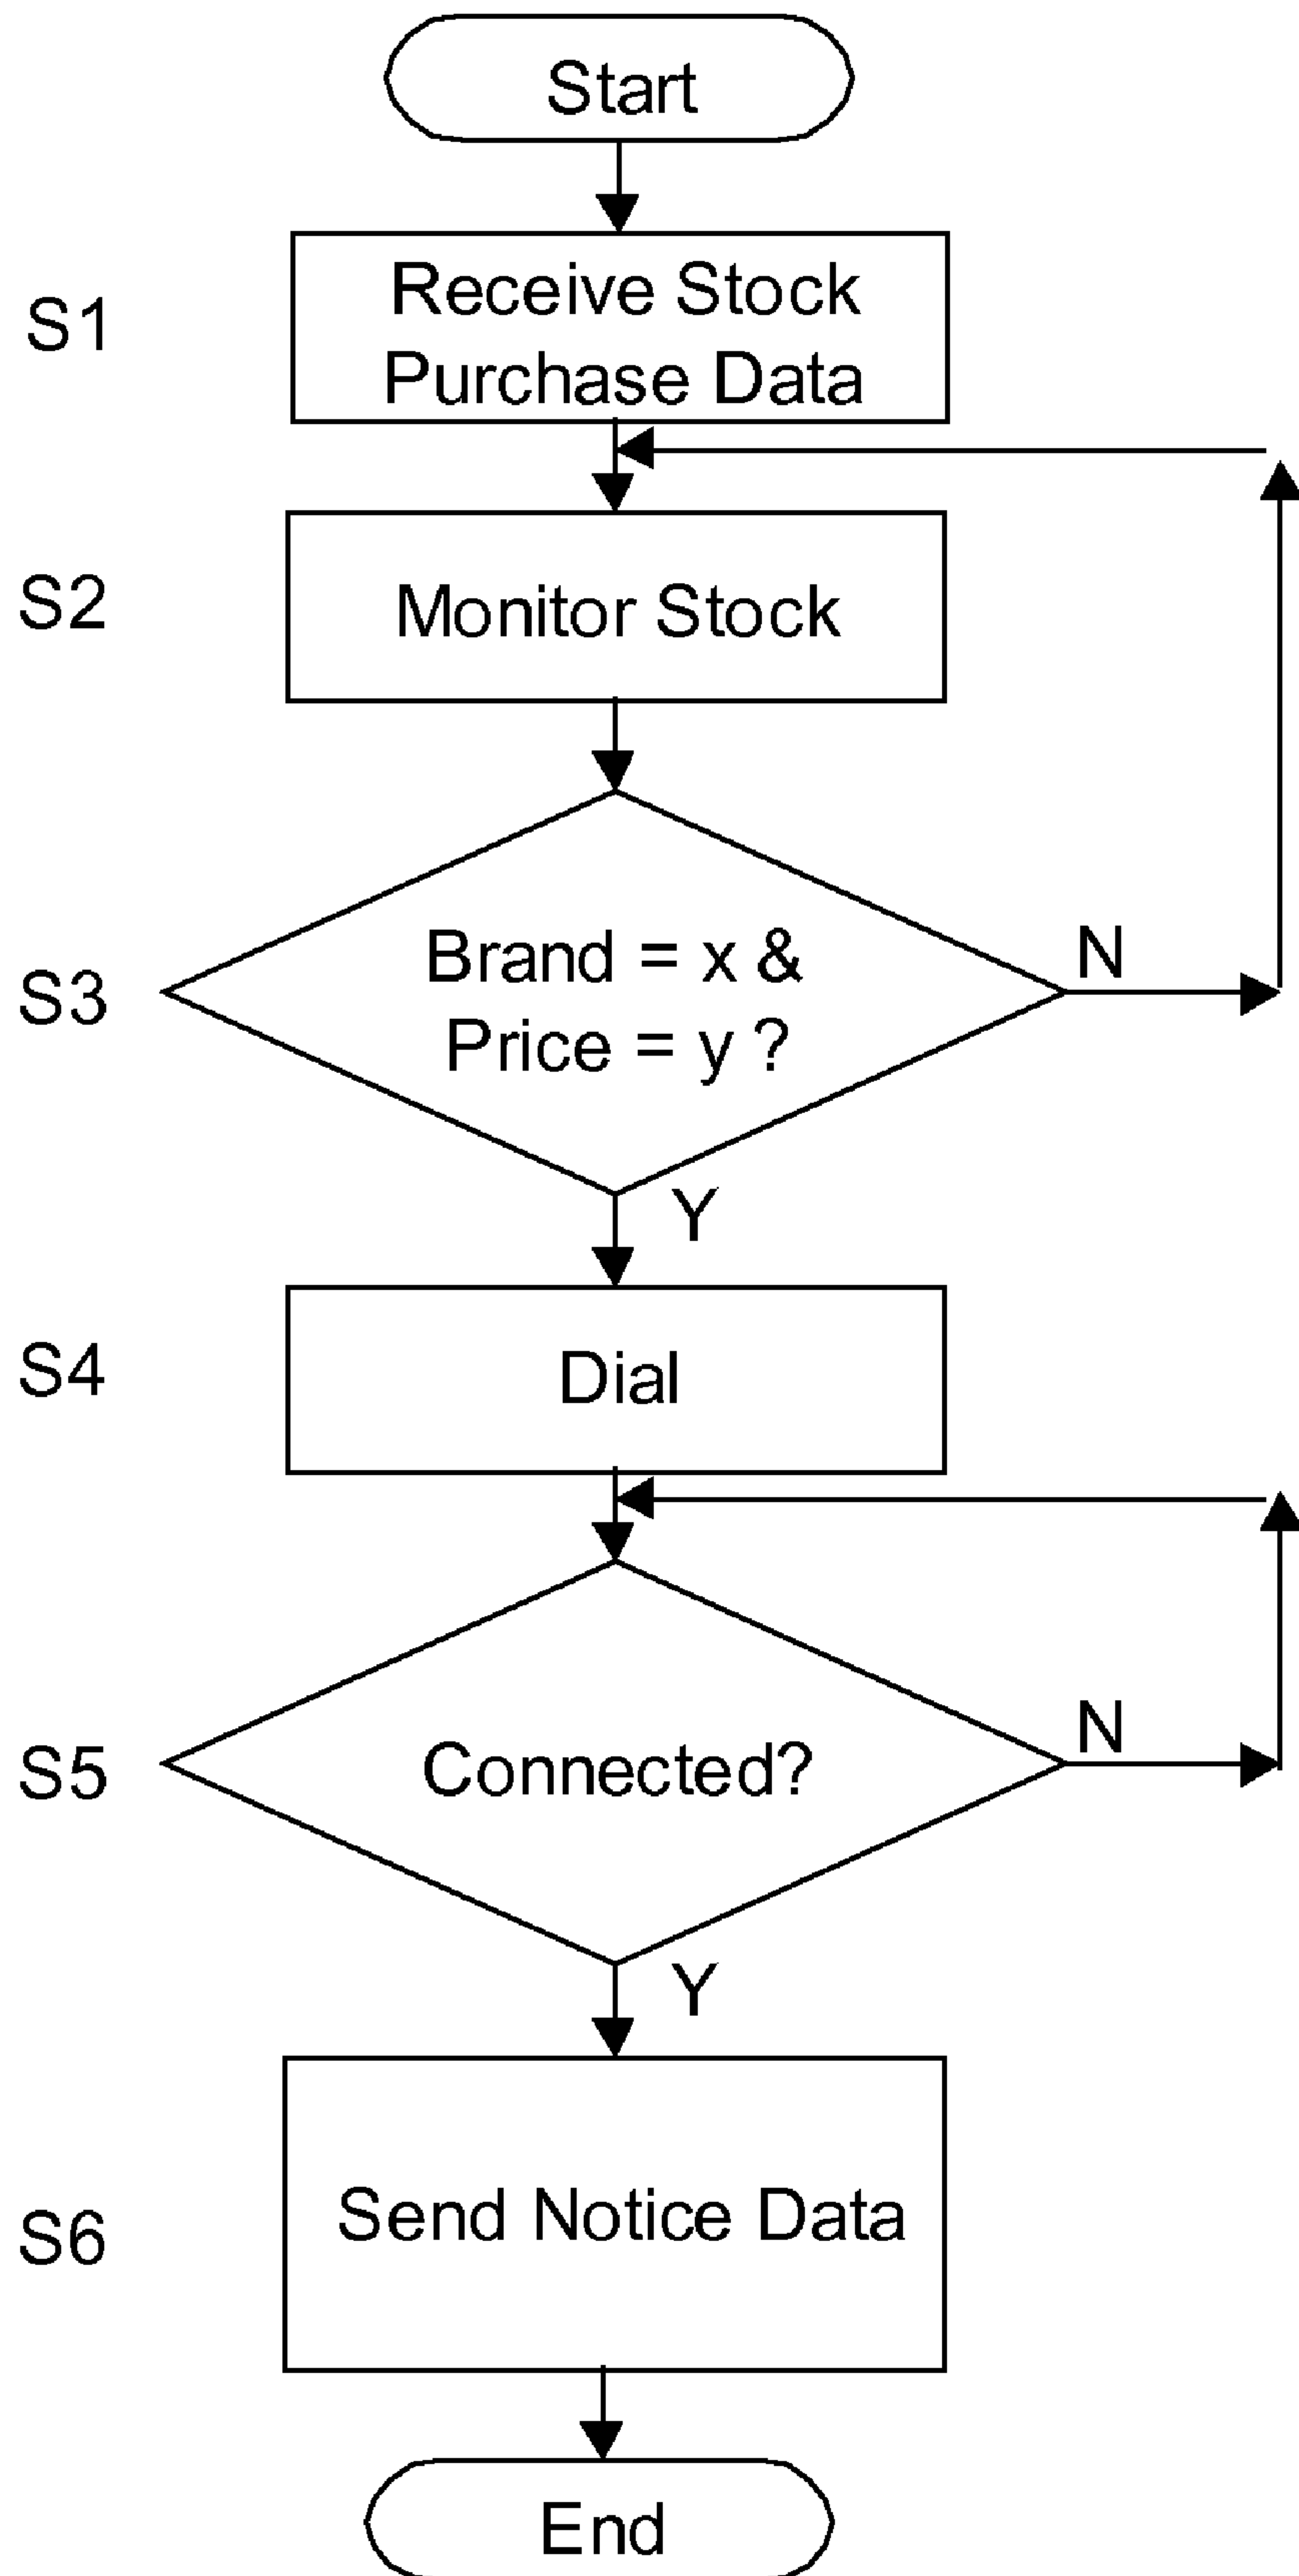 Start
S1
Receive Stock
Purchase Data
S2
Monitor Stock
S3
Brand = x &
Price = y ?
N
Y
S4
Dial
S5
Connected?
N
Y
S6
Send Notice Data
End